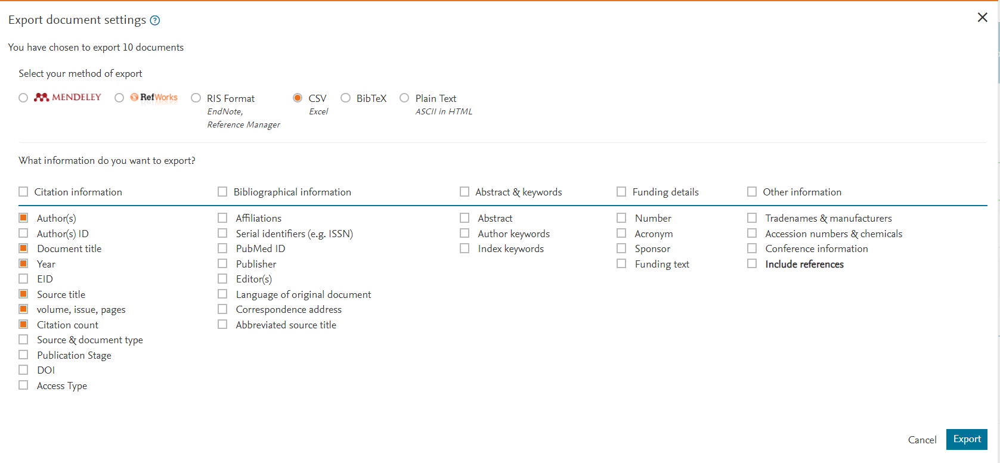 Export document settings ?
You have chosen to export 10 documents
Select your method of export
MENDELEY RefWorks RIS Format CSV BibTeX Plain Text
EndNote, Excel ASCII in HTML
Reference Manager
What information do you want to export?
Citation information Bibliographical information Abstract & keywords Funding details Other information
Author(s) Affiliations Abstract Number Tradenames & manufacturers
Author(s) ID Serial identifiers (e.g. ISSN) Author keywords Acronym Accession numbers & chemicals
Document title PubMed ID Index keywords Sponsor Conference information
Year Publisher Funding text Include references
EID Editor(s)
Source title Language of original document
volume, issue, pages Correspondence address
Citation count Abbreviated source title
Source & document type
Publication Stage
DOI
Access Type
Cancel Export